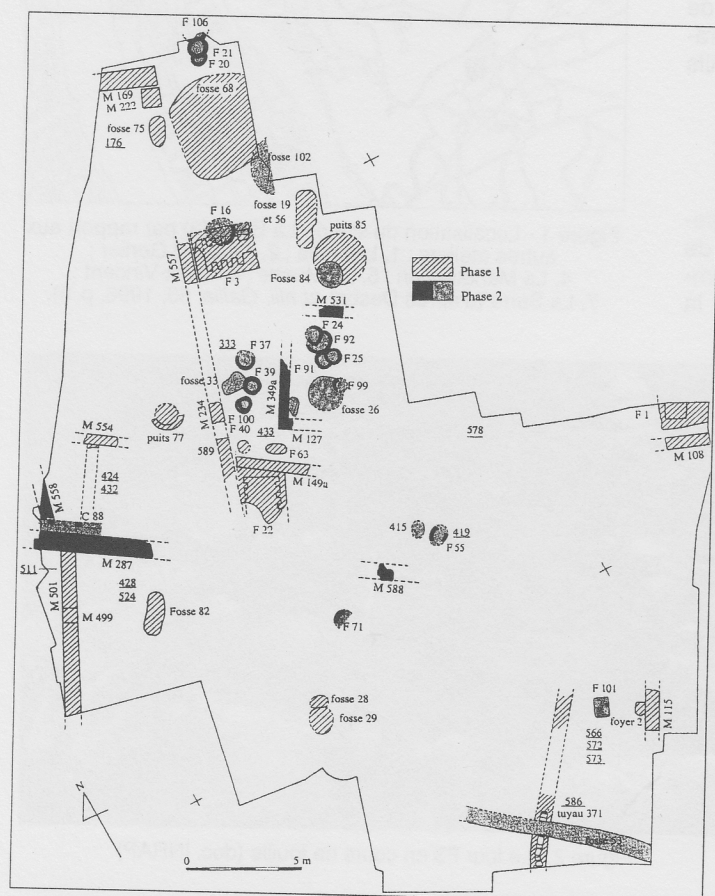 F 106
F 21
F 20
fosse 68
M 169
M 222
fosse 75
176
fosse 102
fosse 19
et 56
F 16
puits 85
M 557
F 3
Fosse 84
Phase 1
Phase 2
M 531
F 24
F 92
333
F 37
F 25
fosse 33
F 39
F 91
M 349a
F 99
fosse 26
M 234
F 100
F 40
433
M 127
puits 77
F 1
M 108
578
M 554
589
F 63
M 149a
424
432
M 558
C 88
F 22
415
419
F 55
M 287
511
M 501
428
524
M 588
M 499
Fosse 82
F 71
fosse 28
fosse 29
F 101
foyer 2
M 115
566
572
573
586
tuyau 371
N
0
5 m